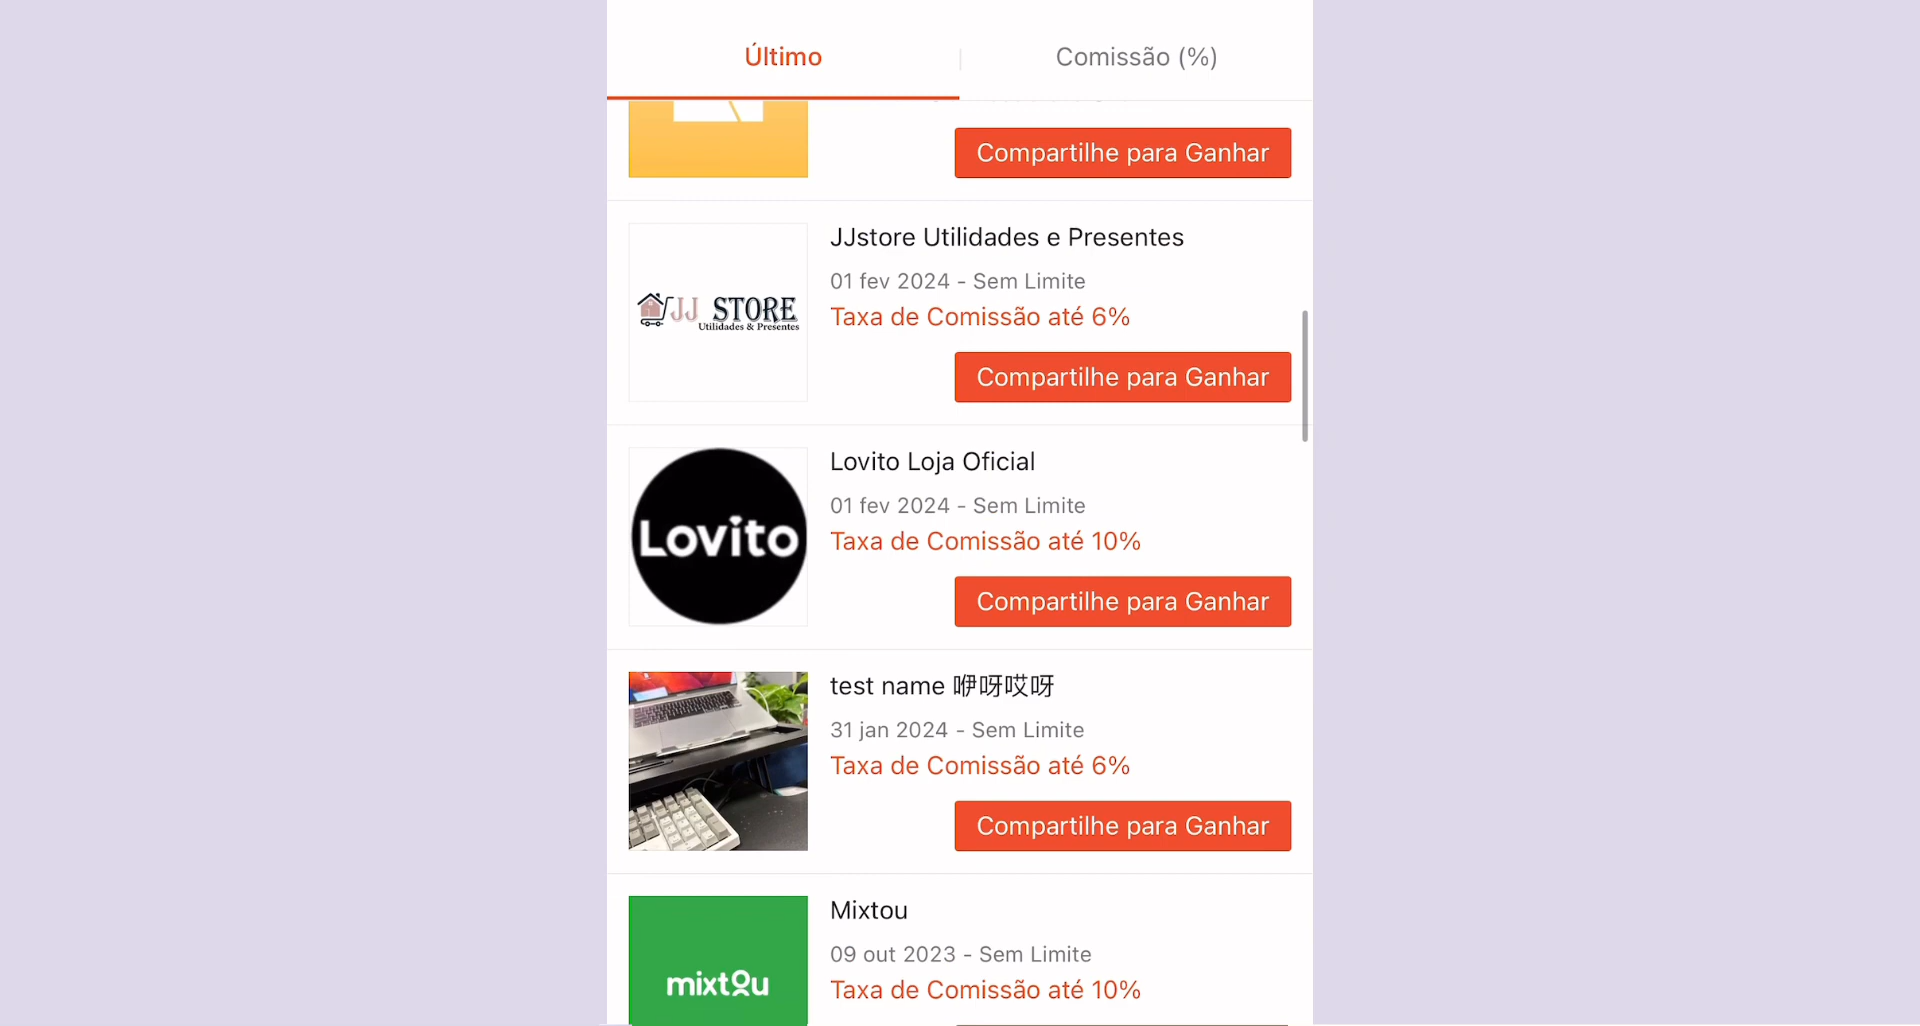 Último
Comissão (%)
Compartilhe para Ganhar
JJ STORE
Utilidades & Presentes
JJstore Utilidades e Presentes
01 fev 2024 - Sem Limite
Taxa de Comissão até 6%
Compartilhe para Ganhar
Lovito
Lovito Loja Oficial
01 fev 2024 - Sem Limite
Taxa de Comissão até 10%
Compartilhe para Ganhar
test name 咿呀哎呀
31 jan 2024 - Sem Limite
Taxa de Comissão até 6%
Compartilhe para Ganhar
mixtou
Mixtou
09 out 2023 - Sem Limite
Taxa de Comissão até 10%